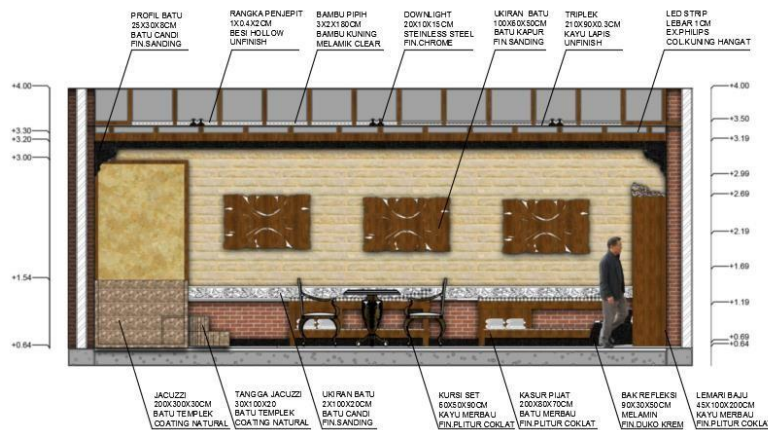 PROFIL BATU
25X30X8CM
BATU CANDI
FIN.SANDING
RANGKA PENJEPIT
1X0.4X2CM
BESI HOLLOW
UNFINISH
BAMBU PIPIH
3X2X180CM
BAMBU KUNING
MELAMIK CLEAR
DOWNLIGHT
20X10X15CM
STEINLESS STEEL
FIN.CHROME
UKIRAN BATU
100X60X50CM
BATU KAPUR
FIN.SANDING
TRIPLEK
210X90X0.3CM
KAYU LAPIS
UNFINISH
LED STRIP
LEBAR 1CM
EX.PHILIPS
COL.KUNING HANGAT
+4.00
+3.30
+3.20
+3.00
+1.54
+0.64
+4.00
+3.50
+3.19
+2.99
+2.69
+2.19
+1.69
+1.19
+0.69
+0.64
JACUZZI
200X300X30CM
BATU TEMPLEK
COATING NATURAL
TANGGA JACUZZI
30X100X20
BATU TEMPLEK
COATING NATURAL
UKIRAN BATU
2X100X20CM
BATU CANDI
FIN.SANDING
KURSI SET
50X50X90CM
KAYU MERBAU
FIN.PLITUR COKLAT
KASUR PIJAT
200X80X70CM
BATU MERBAU
FIN.PLITUR COKLAT
BAK REFLEKSI
90X30X50CM
MELAMIN
FIN.DUKO KREM
LEMARI BAJU
45X100X200CM
KAYU MERBAU
FIN.PLITUR COKLAT